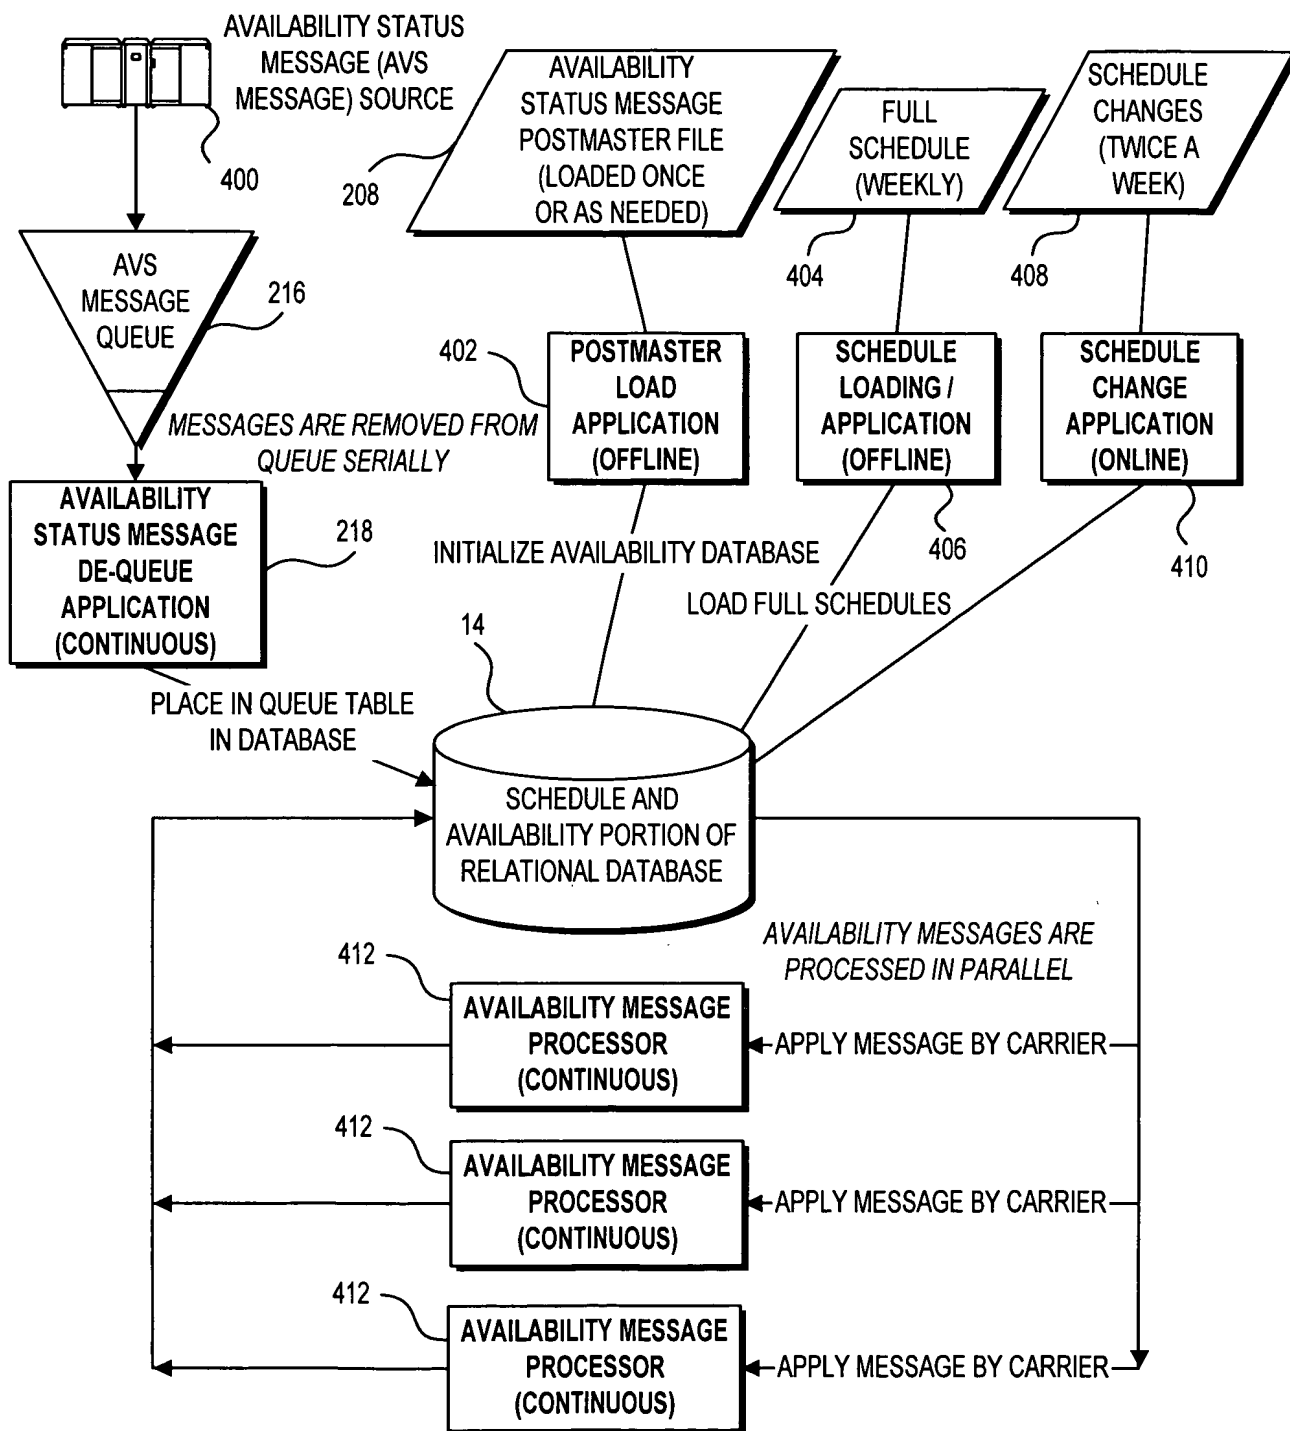 AVAILABILITY STATUS
MESSAGE (AVS
MESSAGE) SOURCE
400
AVAILABILITY
STATUS MESSAGE
POSTMASTER FILE
(LOADED ONCE
OR AS NEEDED)
208
FULL
SCHEDULE
(WEEKLY)
404
SCHEDULE
CHANGES
(TWICE A
WEEK)
408
AVS
MESSAGE
QUEUE
216
MESSAGES ARE REMOVED FROM
QUEUE SERIALLY
402
POSTMASTER
LOAD
APPLICATION
(OFFLINE)
SCHEDULE
LOADING /
APPLICATION
(OFFLINE)
406
SCHEDULE
CHANGE
APPLICATION
(ONLINE)
410
AVAILABILITY
STATUS MESSAGE
DE-QUEUE
APPLICATION
(CONTINUOUS)
218
INITIALIZE AVAILABILITY DATABASE
LOAD FULL SCHEDULES
PLACE IN QUEUE TABLE
IN DATABASE
14
SCHEDULE AND
AVAILABILITY PORTION OF
RELATIONAL DATABASE
AVAILABILITY MESSAGES ARE
PROCESSED IN PARALLEL
412
AVAILABILITY MESSAGE
PROCESSOR
(CONTINUOUS)
APPLY MESSAGE BY CARRIER
412
AVAILABILITY MESSAGE
PROCESSOR
(CONTINUOUS)
APPLY MESSAGE BY CARRIER
412
AVAILABILITY MESSAGE
PROCESSOR
(CONTINUOUS)
APPLY MESSAGE BY CARRIER